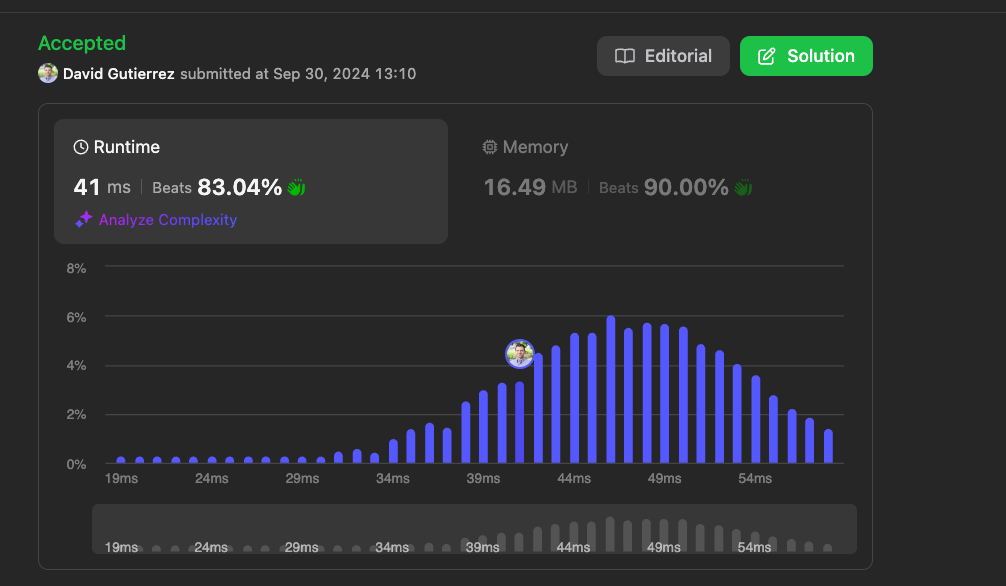 Accepted
Editorial
Solution
David Gutierrez submitted at Sep 30, 2024 13:10
Runtime
Memory
41 ms Beats 83.04%
16.49 MB Beats 90.00%
Analyze Complexity
8%
6%
4%
2%
0%
19ms 24ms 29ms 34ms 39ms 44ms 49ms 54ms
19ms 24ms 29ms 34ms 39ms 44ms 49ms 54ms